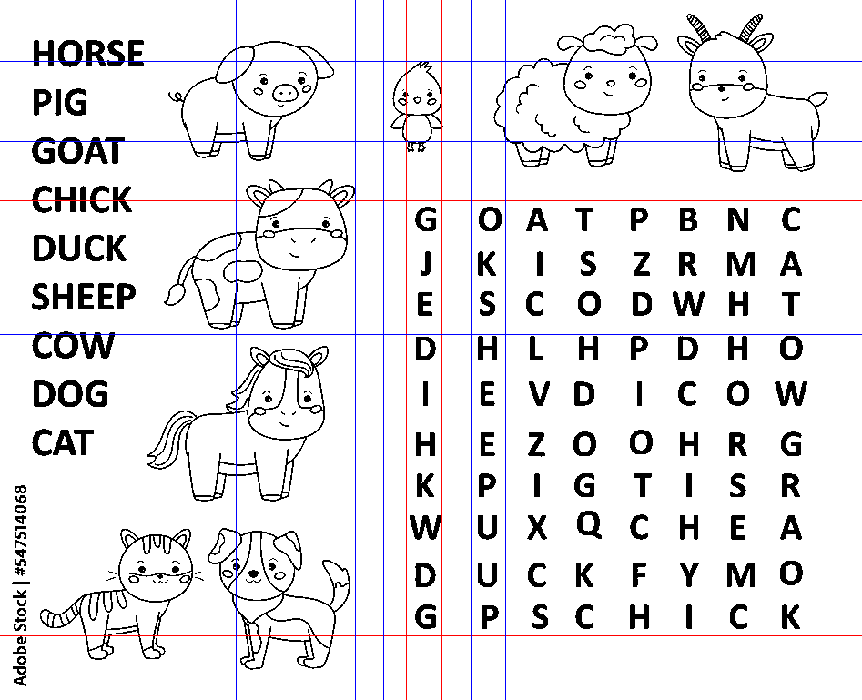 HORSE
PIG
GOAT
CHICK
DUCK
SHEEP
COW
DOG
CAT
G O A T P B N C
J K I S Z R M A
E S C O D W H T
D H L H P D H O
I E V D I C O W
H E Z O O H R G
K P I G T I S R
W U X Q C H E A
D U C K F Y M O
G P S C H I C K
Adobe Stock | #547514068